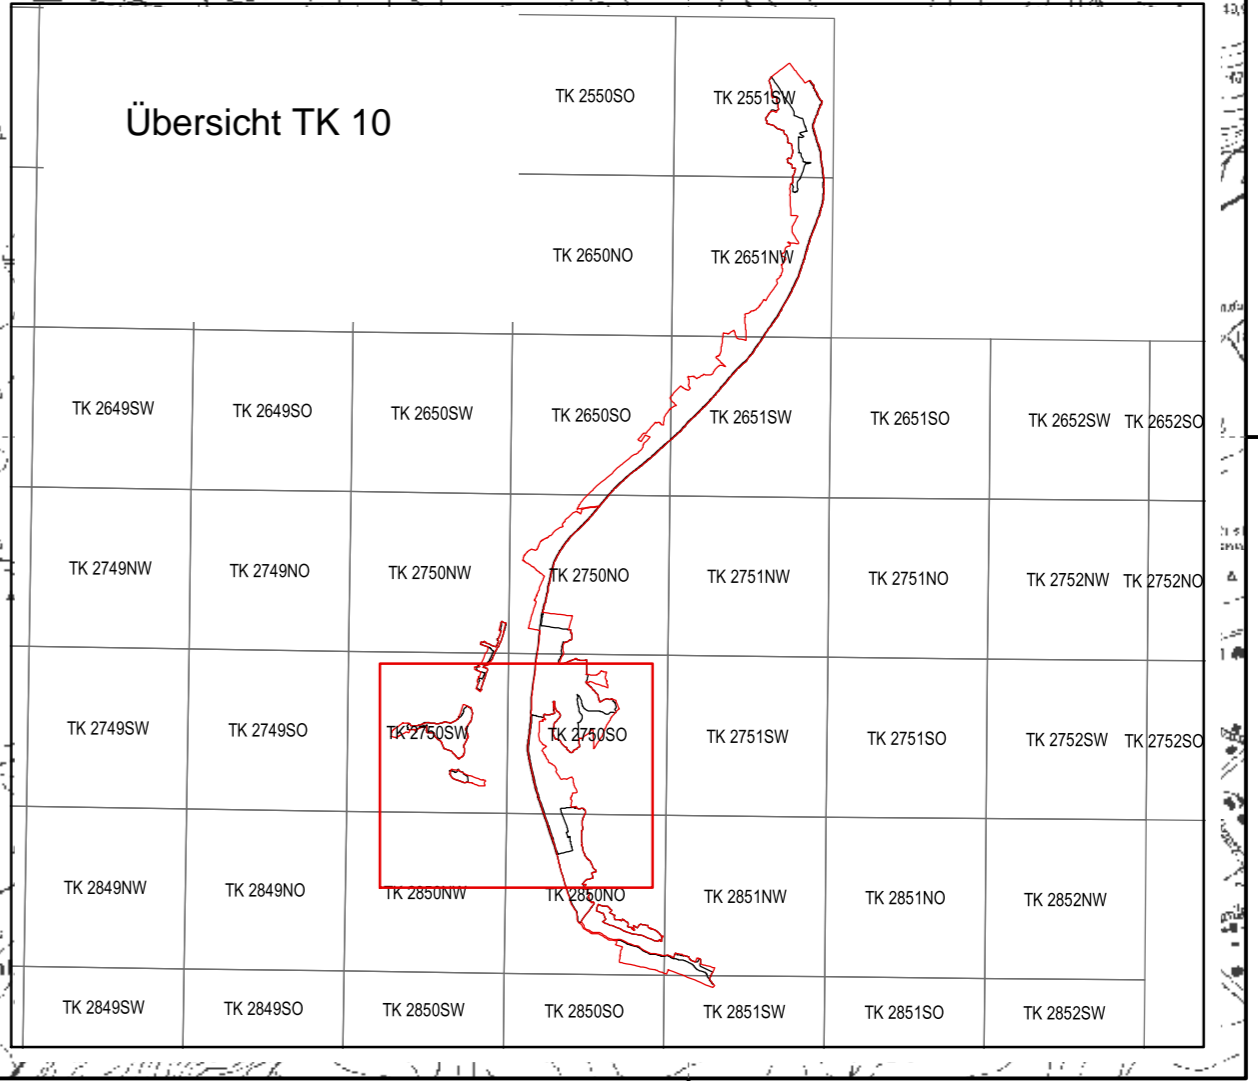 TK 2550SO
TK 2551SW
Übersicht TK 10
TK 2650NO
TK 2651NW
TK 2649SW
TK 2649SO
TK 2650SW
TK 2650SO
TK 2651SW
TK 2651SO
TK 2652SW
TK 2652SO
TK 2749NW
TK 2749NO
TK 2750NW
TK 2750NO
TK 2751NW
TK 2751NO
TK 2752NW
TK 2752NO
TK 2749SW
TK 2749SO
TK 2750SW
TK 2750SO
TK 2751SW
TK 2751SO
TK 2752SW
TK 2752SO
TK 2849NW
TK 2849NO
TK 2850NW
TK 2850NO
TK 2851NW
TK 2851NO
TK 2852NW
TK 2849SW
TK 2849SO
TK 2850SW
TK 2850SO
TK 2851SW
TK 2851SO
TK 2852SW